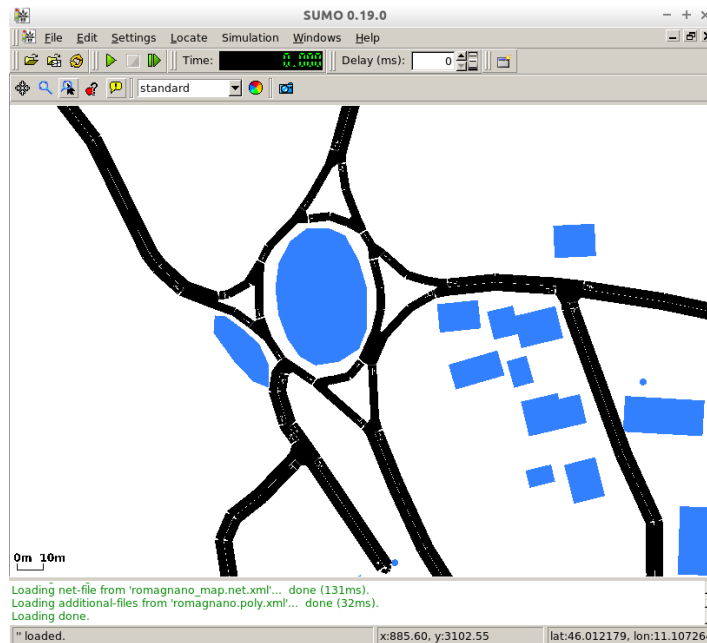 SUMO 0.19.0
File Edit Settings Locate Simulation Windows Help
Time: 0.000 Delay (ms): 0
standard
0m 10m
Loading net-file from 'romagnano_map.net.xml'... done (131ms).
Loading additional-files from 'romagnano.poly.xml'... done (32ms).
Loading done.
'' loaded. x:885.60, y:3102.55 lat:46.012179, lon:11.10726